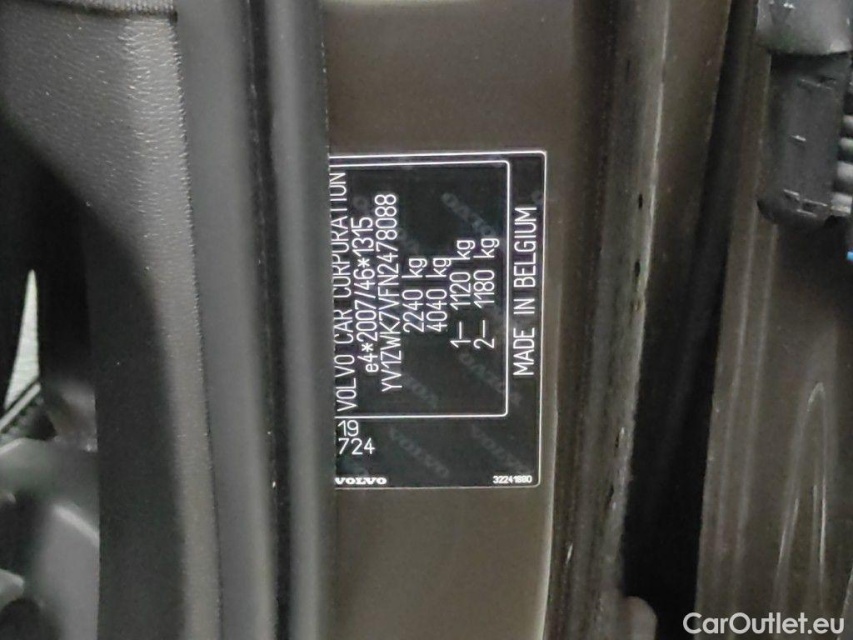 VOLVO CAR CORPORATION
e4*2007/46*1315
YV1ZWK7VFN2478088
2240 kg
4040 kg
1– 1120 kg
2– 1180 kg
MADE IN BELGIUM
19
724
VOLVO
CarOutlet.eu